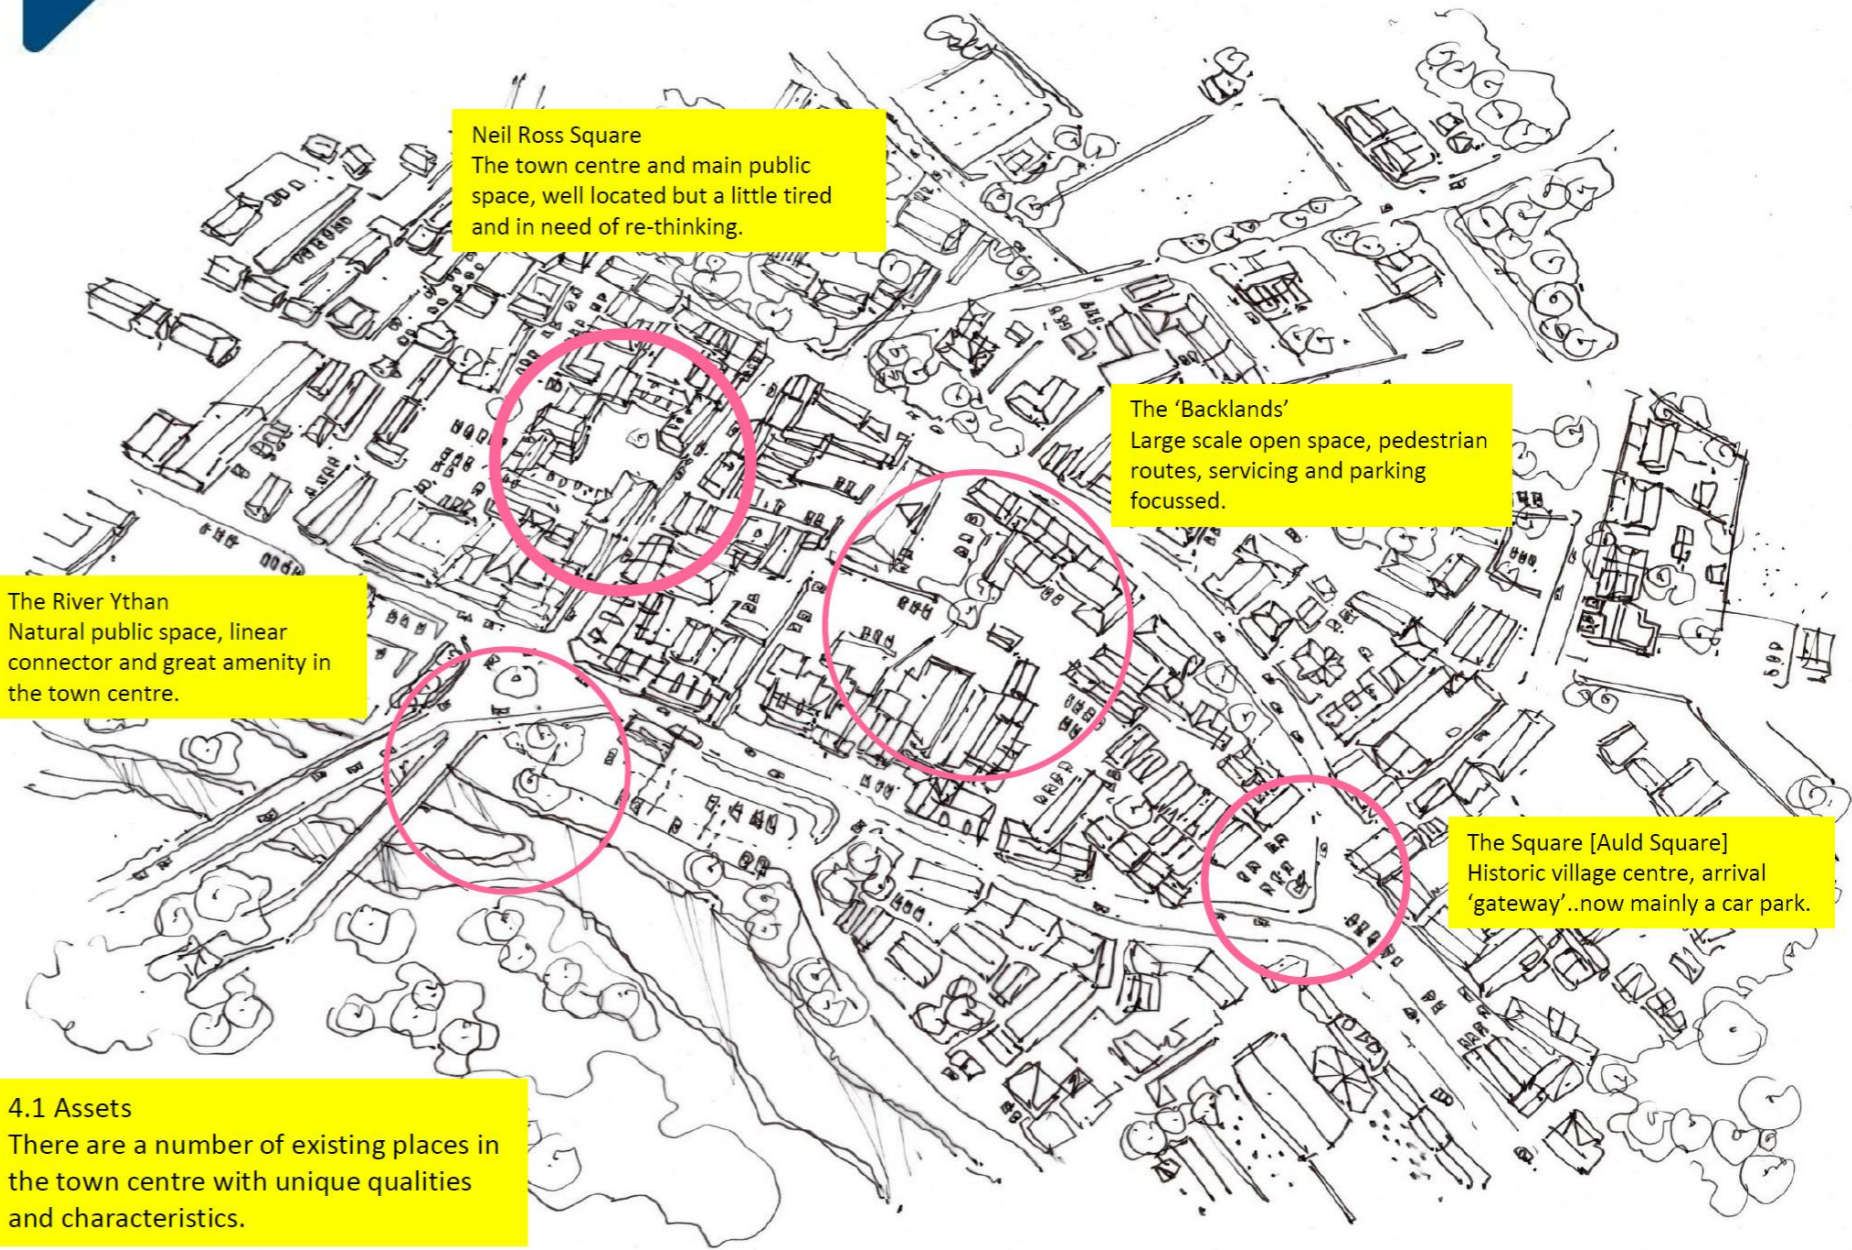 Neil Ross Square
The town centre and main public
space, well located but a little tired
and in need of re-thinking.
The ‘Backlands’
Large scale open space, pedestrian
routes, servicing and parking
focussed.
The River Ythan
Natural public space, linear
connector and great amenity in
the town centre.
The Square [Auld Square]
Historic village centre, arrival
‘gateway’..now mainly a car park.
4.1 Assets
There are a number of existing places in
the town centre with unique qualities
and characteristics.